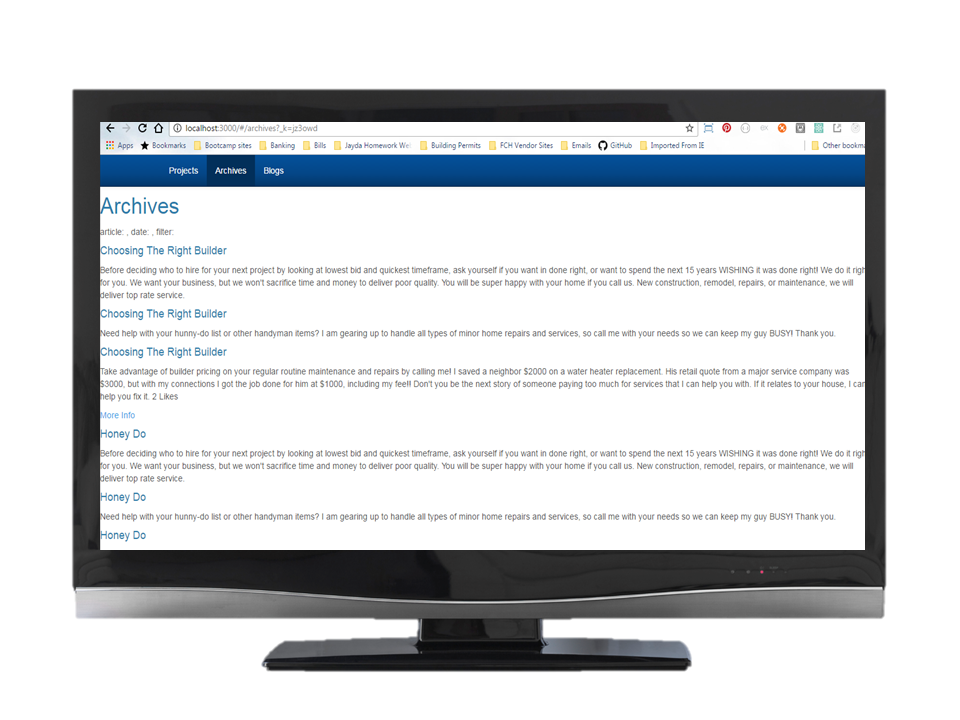 localhost:3000/#/archives?_k=jz3owd
Apps Bookmarks Bootcamp sites Banking Bills Jayda Homework We Building Permits FCH Vendor Sites Emails GitHub Imported From IE Other bookma
Projects Archives Blogs
Archives
article: , date: , filter:
Choosing The Right Builder
Before deciding who to hire for your next project by looking at lowest bid and quickest timeframe, ask yourself if you want in done right, or want to spend the next 15 years WISHING it was done right! We do it righ
for you. We want your business, but we won't sacrifice time and money to deliver poor quality. You will be super happy with your home if you call us. New construction, remodel, repairs, or maintenance, we will
deliver top rate service.
Choosing The Right Builder
Need help with your hunny-do list or other handyman items? I am gearing up to handle all types of minor home repairs and services, so call me with your needs so we can keep my guy BUSY! Thank you.
Choosing The Right Builder
Take advantage of builder pricing on your regular routine maintenance and repairs by calling me! I saved a neighbor $2000 on a water heater replacement. His retail quote from a major service company was
$3000, but with my connections I got the job done for him at $1000, including my fee!! Don't you be the next story of someone paying too much for services that I can help you with. If it relates to your house, I can
help you fix it. 2 Likes
More Info
Honey Do
Before deciding who to hire for your next project by looking at lowest bid and quickest timeframe, ask yourself if you want in done right, or want to spend the next 15 years WISHING it was done right! We do it righ
for you. We want your business, but we won't sacrifice time and money to deliver poor quality. You will be super happy with your home if you call us. New construction, remodel, repairs, or maintenance, we will
deliver top rate service.
Honey Do
Need help with your hunny-do list or other handyman items? I am gearing up to handle all types of minor home repairs and services, so call me with your needs so we can keep my guy BUSY! Thank you.
Honey Do